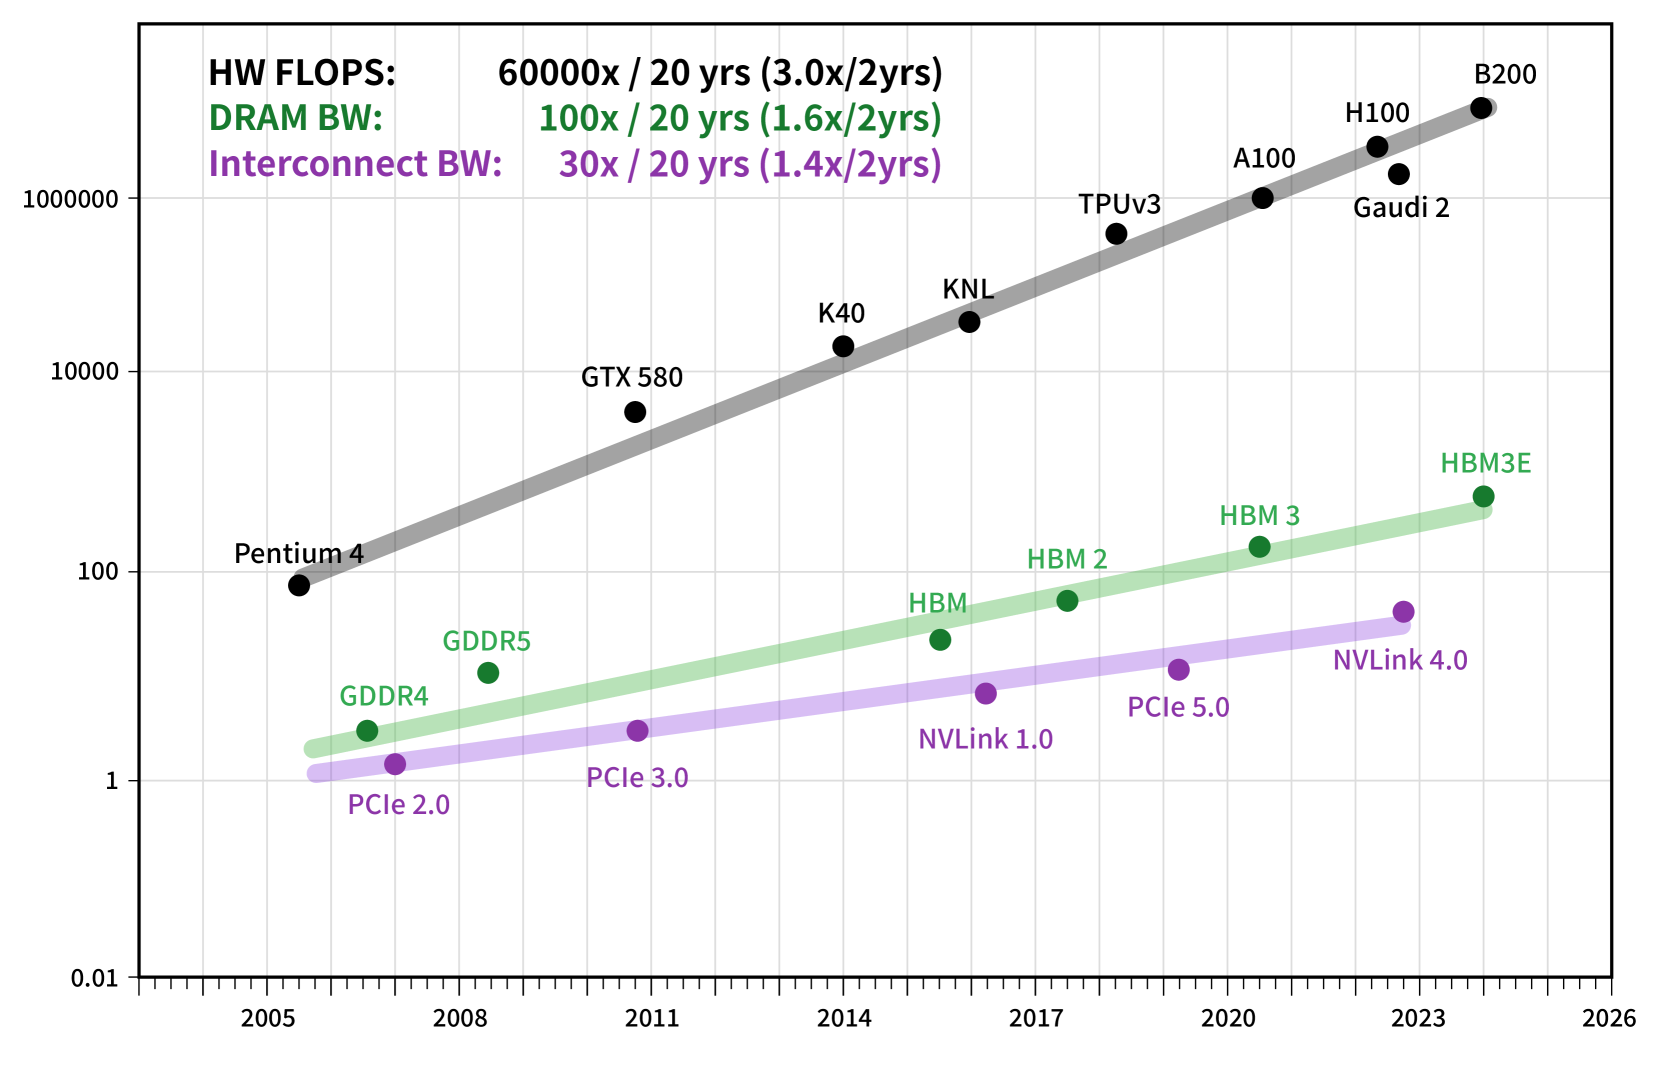 HW FLOPS: 60000x / 20 yrs (3.0x/2yrs)
DRAM BW: 100x / 20 yrs (1.6x/2yrs)
Interconnect BW: 30x / 20 yrs (1.4x/2yrs)
B200
H100
A100
Gaudi 2
TPUv3
KNL
K40
GTX 580
Pentium 4
HBM3E
HBM 3
HBM 2
HBM
GDDR5
GDDR4
NVLink 4.0
PCIe 5.0
NVLink 1.0
PCIe 3.0
PCIe 2.0
1000000
10000
100
1
0.01
2005 2008 2011 2014 2017 2020 2023 2026